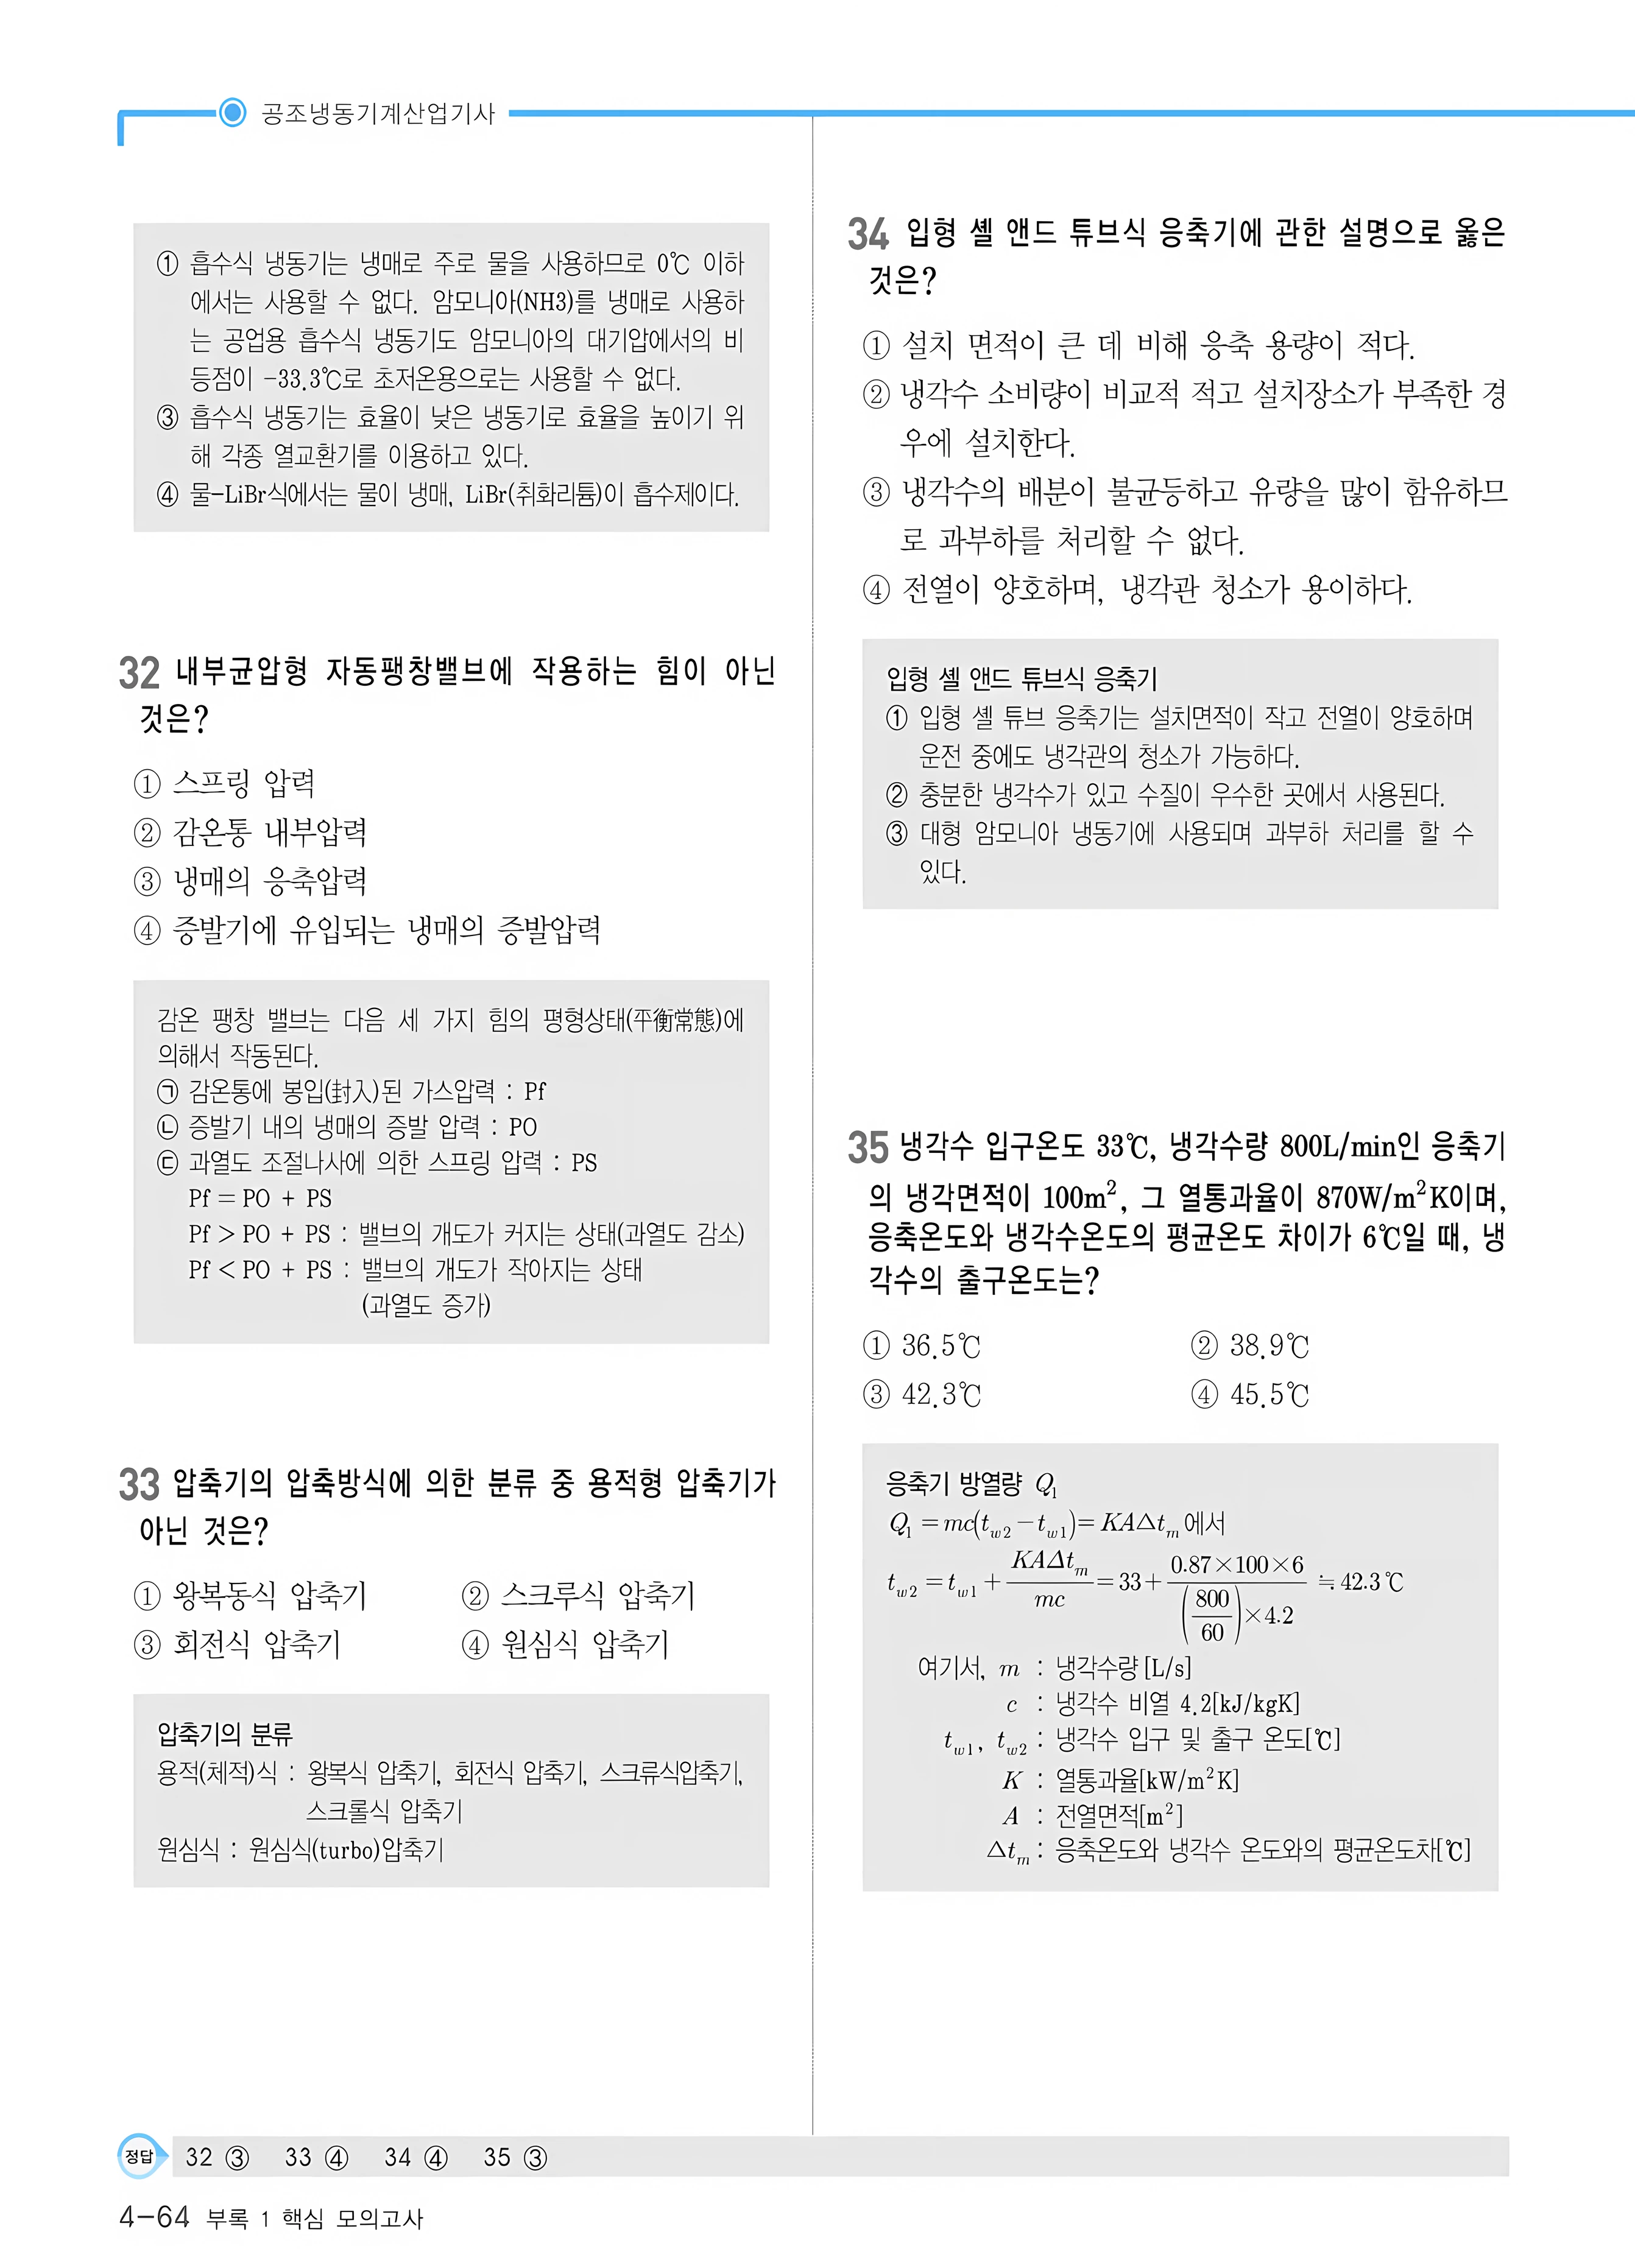 공조냉동기계산업기사
① 흡수식 냉동기는 냉매로 주로 물을 사용하므로 0℃ 이하
에서는 사용할 수 없다. 암모니아(NH3)를 냉매로 사용하
는 공업용 흡수식 냉동기도 암모니아의 대기압에서의 비
등점이 -33.3℃로 초저온용으로는 사용할 수 없다.
③ 흡수식 냉동기는 효율이 낮은 냉동기로 효율을 높이기 위
해 각종 열교환기를 이용하고 있다.
④ 물-LiBr식에서는 물이 냉매, LiBr(취화리튬)이 흡수제이다.
32 내부균압형 자동팽창밸브에 작용하는 힘이 아닌
것은?
① 스프링 압력
② 감온통 내부압력
③ 냉매의 응축압력
④ 증발기에 유입되는 냉매의 증발압력
감온 팽창 밸브는 다음 세 가지 힘의 평형상태(平衡常態)에
의해서 작동된다.
㉠ 감온통에 봉입(封入)된 가스압력 : Pf
㉡ 증발기 내의 냉매의 증발 압력 : PO
㉢ 과열도 조절나사에 의한 스프링 압력 : PS
Pf = PO + PS
Pf > PO + PS : 밸브의 개도가 커지는 상태(과열도 감소)
Pf < PO + PS : 밸브의 개도가 작아지는 상태
(과열도 증가)
33 압축기의 압축방식에 의한 분류 중 용적형 압축기가
아닌 것은?
① 왕복동식 압축기 ② 스크루식 압축기
③ 회전식 압축기 ④ 원심식 압축기
압축기의 분류
용적(체적)식 : 왕복식 압축기, 회전식 압축기, 스크류식압축기,
스크롤식 압축기
원심식 : 원심식(turbo)압축기
34 입형 셸 앤드 튜브식 응축기에 관한 설명으로 옳은
것은?
① 설치 면적이 큰 데 비해 응축 용량이 적다.
② 냉각수 소비량이 비교적 적고 설치장소가 부족한 경
우에 설치한다.
③ 냉각수의 배분이 불균등하고 유량을 많이 함유하므
로 과부하를 처리할 수 없다.
④ 전열이 양호하며, 냉각관 청소가 용이하다.
입형 셸 앤드 튜브식 응축기
① 입형 셸 튜브 응축기는 설치면적이 작고 전열이 양호하며
운전 중에도 냉각관의 청소가 가능하다.
② 충분한 냉각수가 있고 수질이 우수한 곳에서 사용된다.
③ 대형 암모니아 냉동기에 사용되며 과부하 처리를 할 수
있다.
35 냉각수 입구온도 33℃, 냉각수량 800L/min인 응축기
의 냉각면적이 100m², 그 열통과율이 870W/m²K이며,
응축온도와 냉각수온도의 평균온도 차이가 6℃일 때, 냉
각수의 출구온도는?
① 36.5℃ ② 38.9℃
③ 42.3℃ ④ 45.5℃
응축기 방열량 Q₁
Q₁ = mc(t_w2 − t_w1) = KAΔt_m 에서
t_w2 = t_w1 + KAΔt_m / mc = 33 + 0.87×100×6 / ((800/60)×4.2) ≒ 42.3℃
여기서, m : 냉각수량[L/s]
c : 냉각수 비열 4.2[kJ/kgK]
t_w1, t_w2 : 냉각수 입구 및 출구 온도[℃]
K : 열통과율[kW/m²K]
A : 전열면적[m²]
Δt_m : 응축온도와 냉각수 온도와의 평균온도차[℃]
정답 32 ③ 33 ④ 34 ④ 35 ③
4-64 부록 1 핵심 모의고사